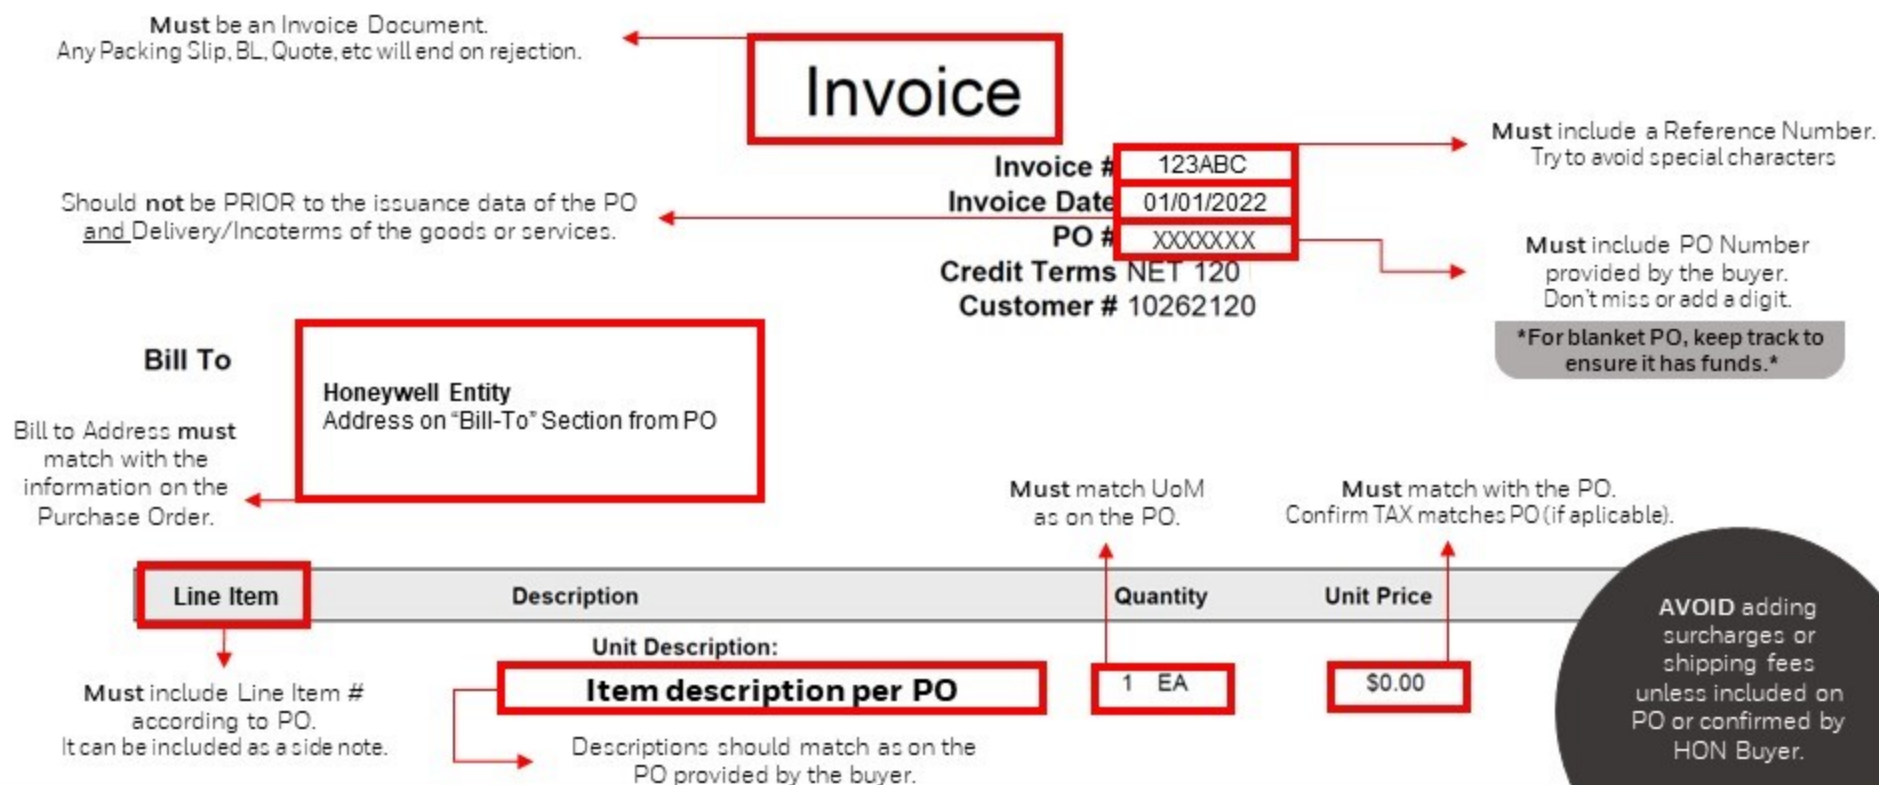 Must be an Invoice Document.
Any Packing Slip, BL, Quote, etc will end on rejection.
Invoice
Invoice # 123ABC
Invoice Date 01/01/2022
PO # XXXXXXX
Credit Terms NET 120
Customer # 10262120
Must include a Reference Number.
Try to avoid special characters
Should not be PRIOR to the issuance data of the PO
and Delivery/Incoterms of the goods or services.
Must include PO Number
provided by the buyer.
Don't miss or add a digit.
*For blanket PO, keep track to
ensure it has funds.*
Bill To
Honeywell Entity
Address on “Bill-To” Section from PO
Bill to Address must
match with the
information on the
Purchase Order.
Must match UoM
as on the PO.
Must match with the PO.
Confirm TAX matches PO (if aplicable).
Line Item Description Quantity Unit Price
Unit Description:
Item description per PO 1 EA $0.00
Must include Line Item #
according to PO.
It can be included as a side note.
Descriptions should match as on the
PO provided by the buyer.
AVOID adding
surcharges or
shipping fees
unless included on
PO or confirmed by
HON Buyer.